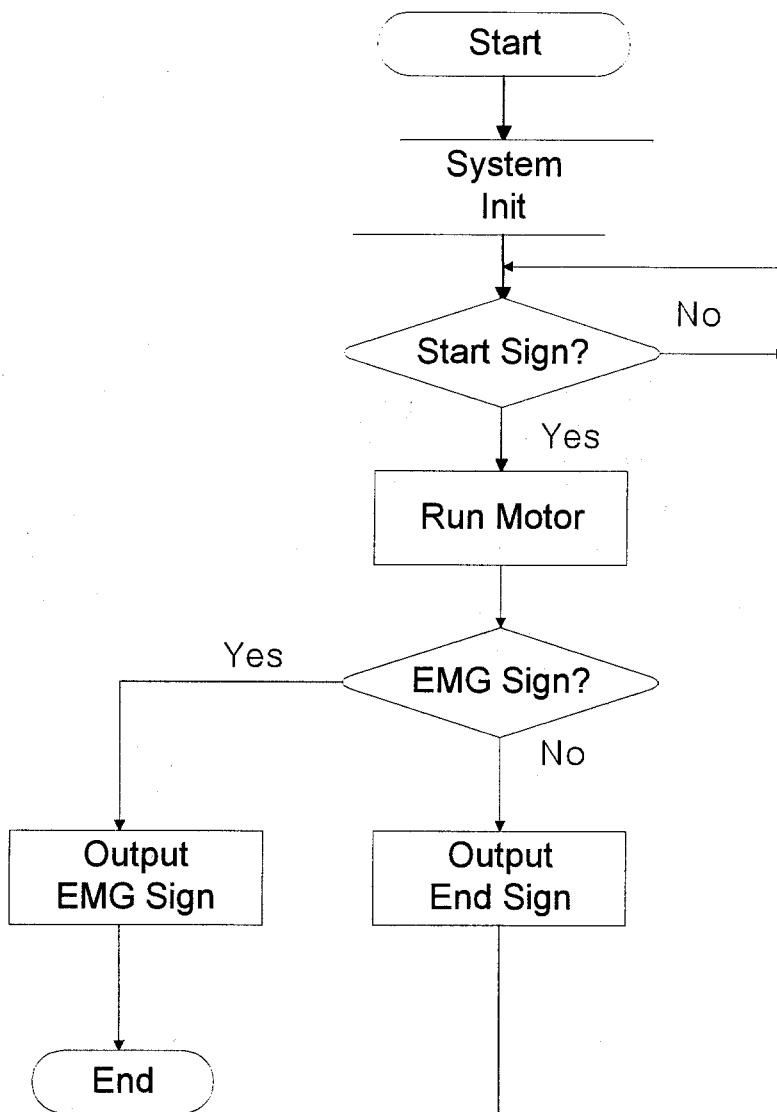 Start
System
Init
Start Sign?
No
Yes
Run Motor
EMG Sign?
Yes
No
Output
EMG Sign
Output
End Sign
End